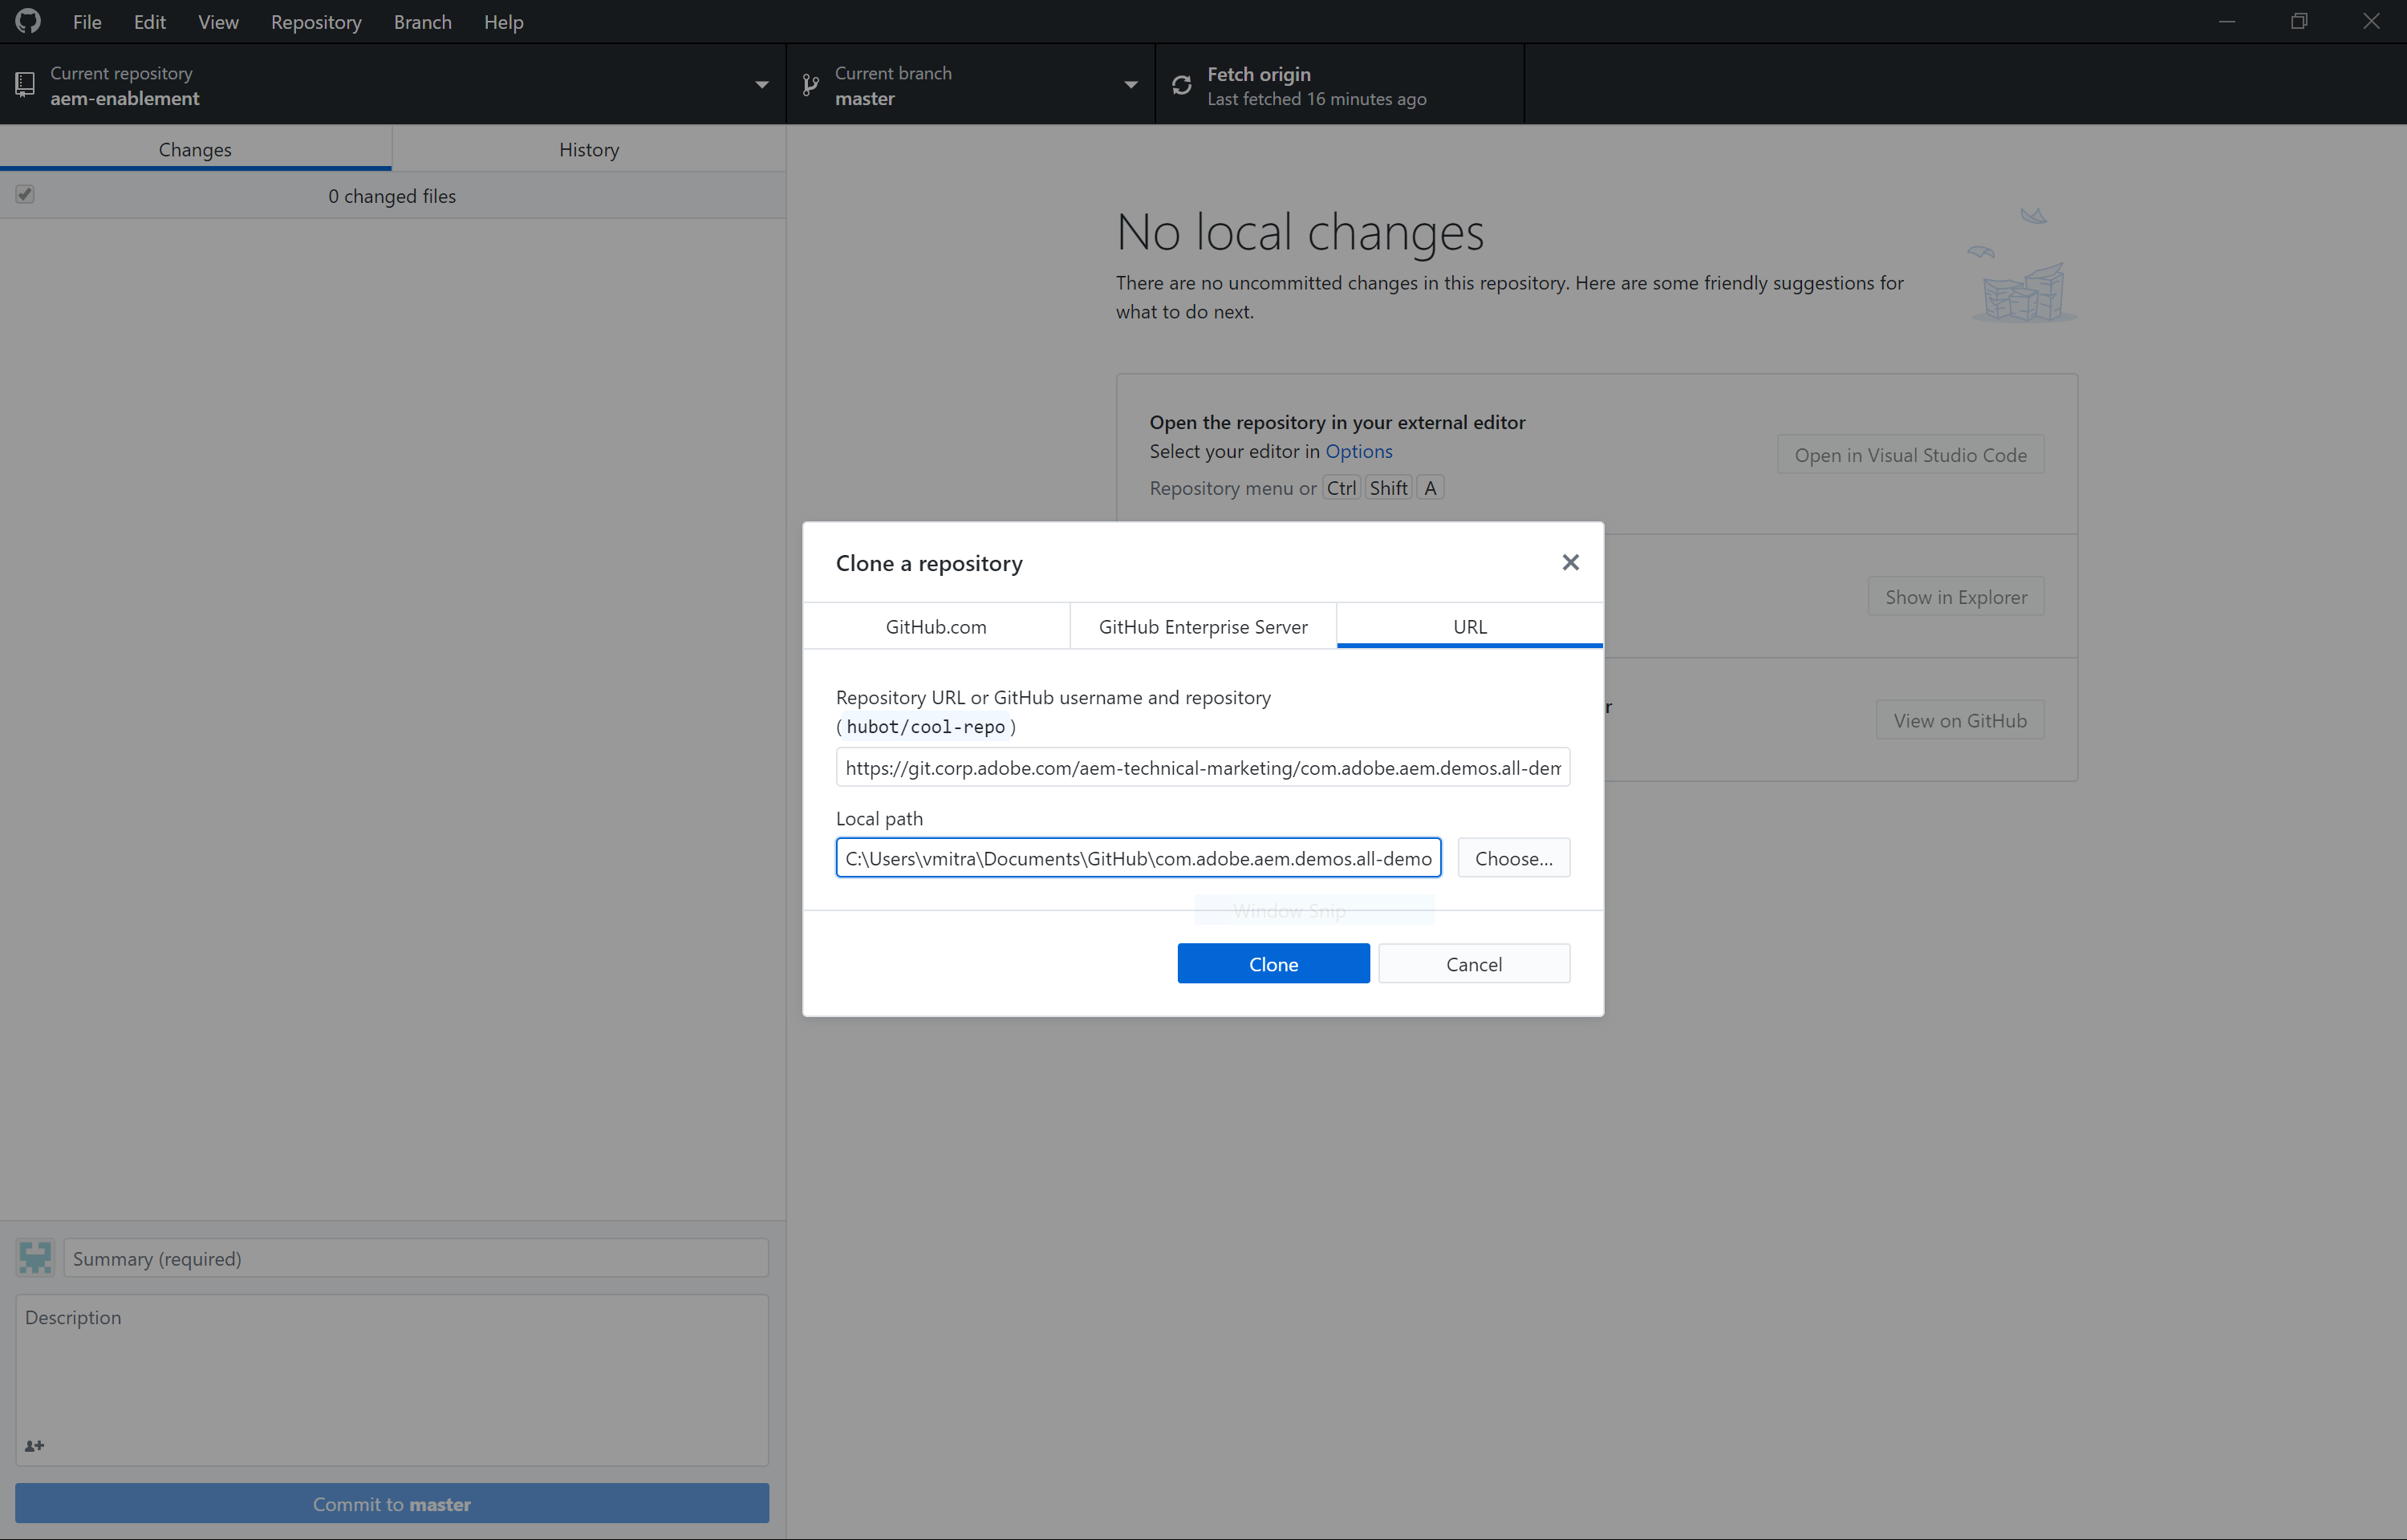 File Edit View Repository Branch Help
Current repository
aem-enablement
Current branch
master
Fetch origin
Last fetched 16 minutes ago
Changes
History
0 changed files
No local changes
There are no uncommitted changes in this repository. Here are some friendly suggestions for
what to do next.
Open the repository in your external editor
Select your editor in Options
Repository menu or Ctrl Shift A
Open in Visual Studio Code
Show in Explorer
r
View on GitHub
Clone a repository
GitHub.com
GitHub Enterprise Server
URL
Repository URL or GitHub username and repository
(hubot/cool-repo)
https://git.corp.adobe.com/aem-technical-marketing/com.adobe.aem.demos.all-dem
Local path
C:\Users\vmitra\Documents\GitHub\com.adobe.aem.demos.all-demo
Choose...
Window Snip
Clone
Cancel
Summary (required)
Description
Commit to master